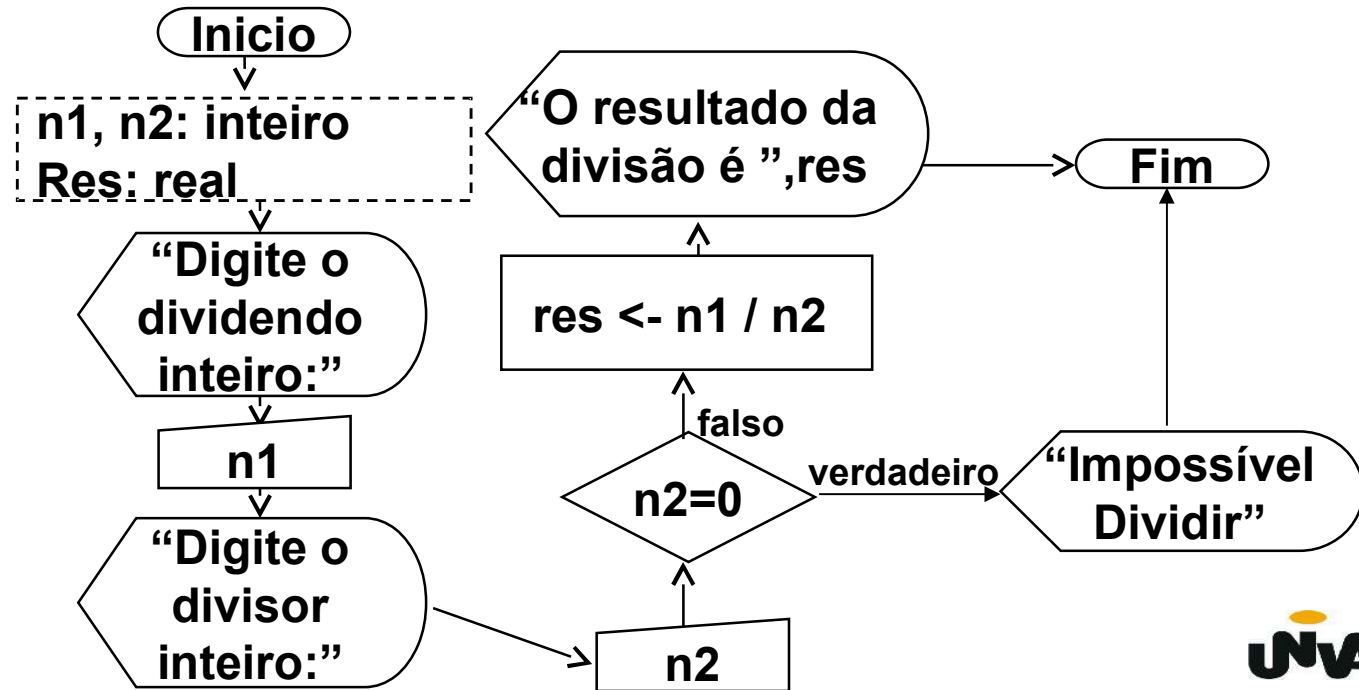 Inicio
n1, n2: inteiro
Res: real
“Digite o
dividendo
inteiro:”
n1
“Digite o
divisor
inteiro:”
n2
n2=0
falso
verdadeiro
res <- n1 / n2
“O resultado da
divisão é ”,res
“Impossível
Dividir”
Fim
UNIVA